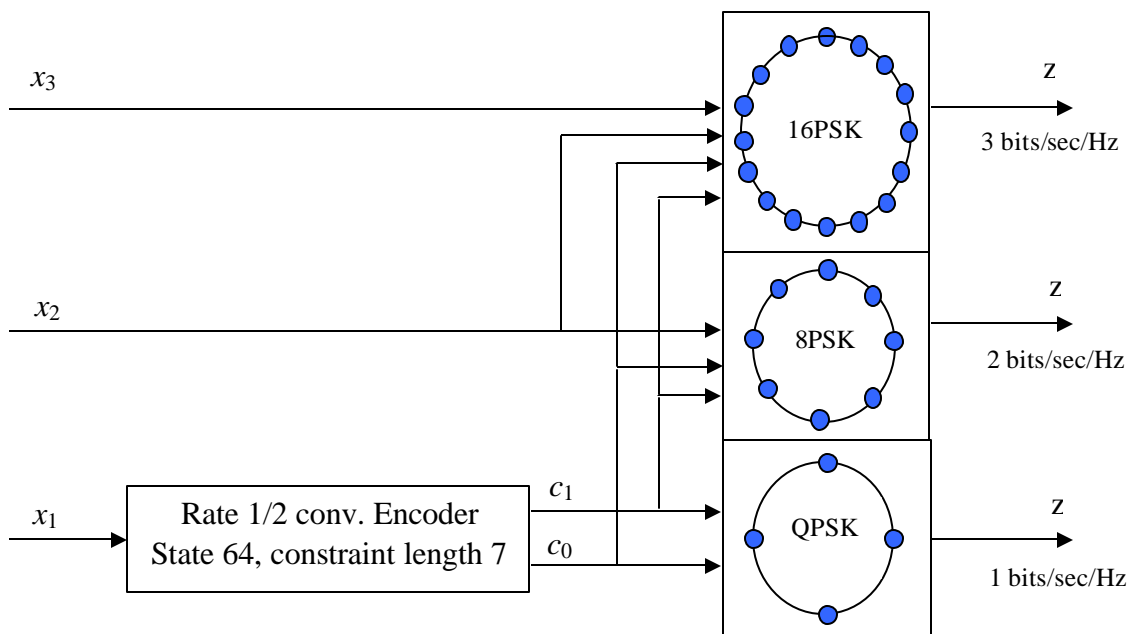 x3
16PSK
z
3 bits/sec/Hz
x2
8PSK
z
2 bits/sec/Hz
x1
Rate 1/2 conv. Encoder
State 64, constraint length 7
c1
c0
QPSK
z
1 bits/sec/Hz